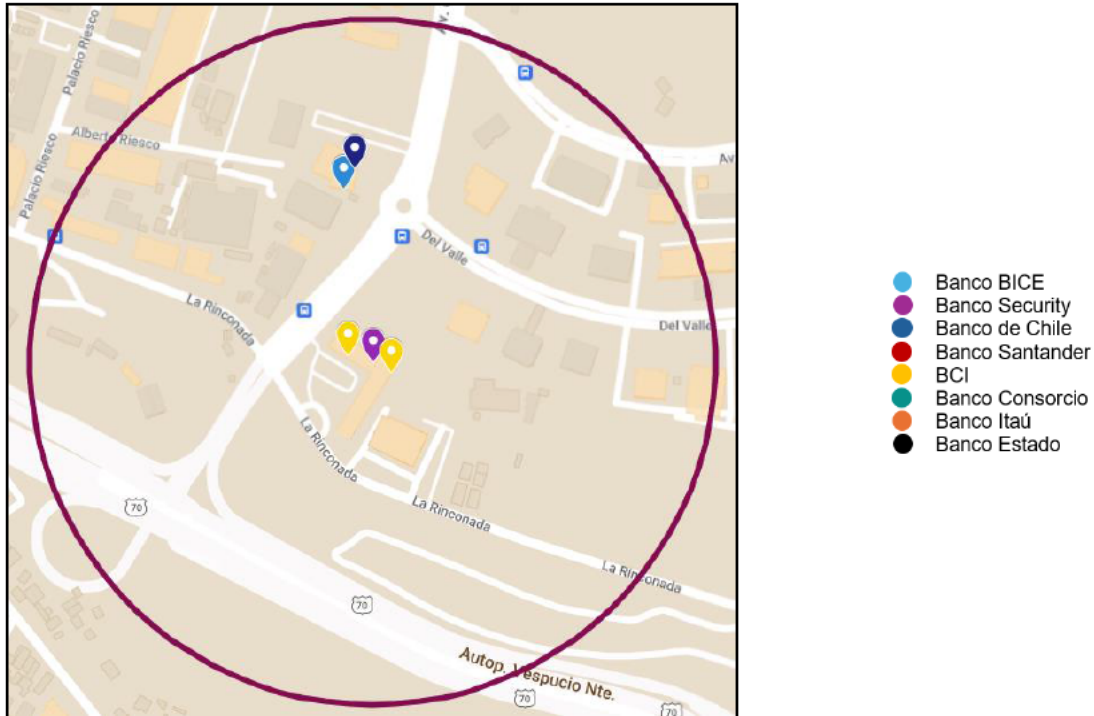 Av.
Palacio Riesco
Alberto Riesco
Palacio Riesco
Av
Del Valle
La Rinconada
Del Valle
La Rinconada
La Rinconada
La Rinconada
70
70
Autop. Vespucio Nte.
70
70
Banco BICE
Banco Security
Banco de Chile
Banco Santander
BCI
Banco Consorcio
Banco Itaú
Banco Estado